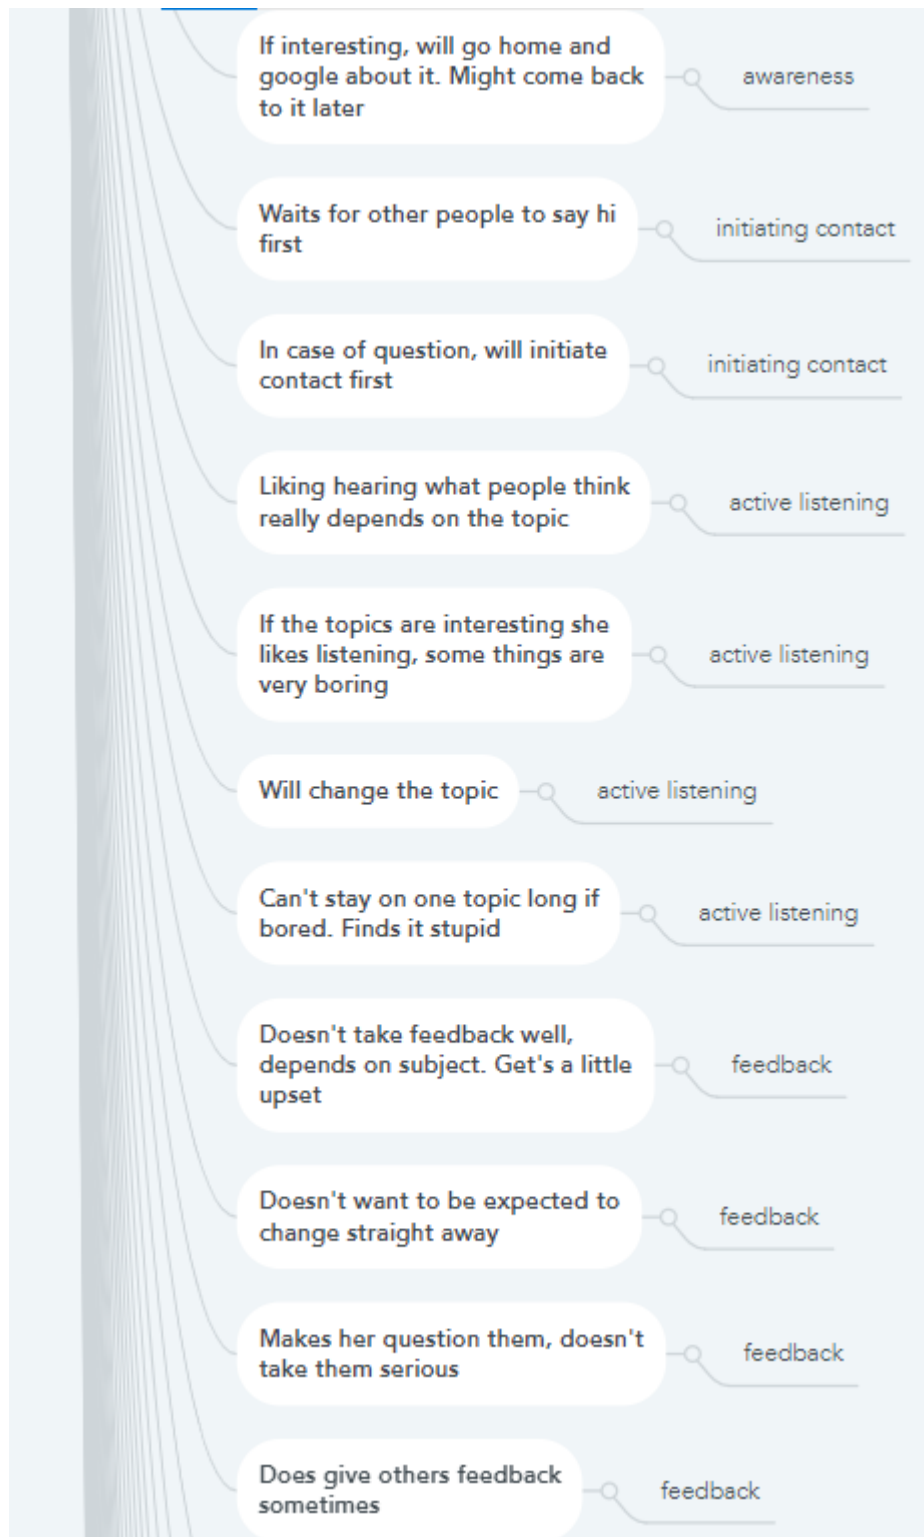 If interesting, will go home and
google about it. Might come back
to it later
awareness
Waits for other people to say hi
first
initiating contact
In case of question, will initiate
contact first
initiating contact
Liking hearing what people think
really depends on the topic
active listening
If the topics are interesting she
likes listening, some things are
very boring
active listening
Will change the topic
active listening
Can't stay on one topic long if
bored. Finds it stupid
active listening
Doesn't take feedback well,
depends on subject. Get's a little
upset
feedback
Doesn't want to be expected to
change straight away
feedback
Makes her question them, doesn't
take them serious
feedback
Does give others feedback
sometimes
feedback